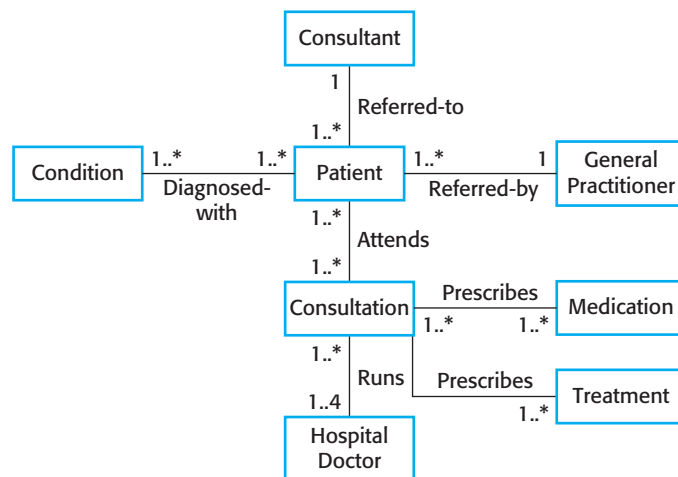 Consultant
1
Referred-to
1..*
Condition
1..*
1..*
Diagnosed-
with
Patient
1..*
1
Referred-by
General
Practitioner
1..*
Attends
1..*
Consultation
Prescribes
1..*
1..*
Medication
1..*
Runs
1..4
Prescribes
1..*
Treatment
Hospital
Doctor